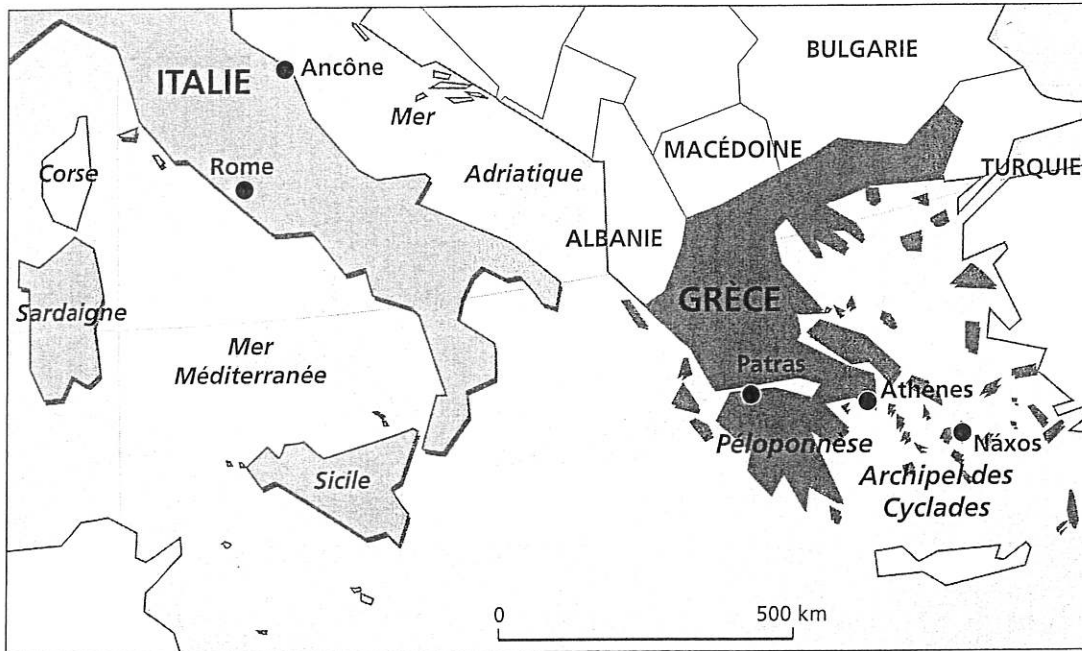 BULGARIE
ITALIE
Ancône
Mer
MACÉDOINE
Corse
Rome
Adriatique
TURQUIE
ALBANIE
Sardaigne
GRÈCE
Mer
Méditerranée
Patras
Athènes
Péloponnèse
Náxos
Sicile
Archipel des
Cyclades
0
500 km